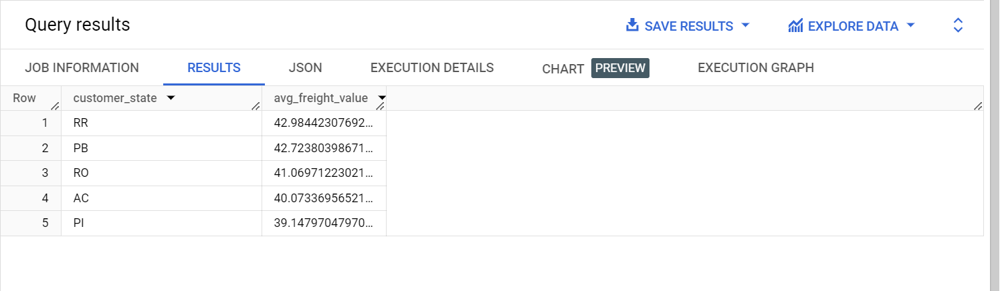 Query results SAVE RESULTS EXPLORE DATA
JOB INFORMATION RESULTS JSON EXECUTION DETAILS CHART PREVIEW EXECUTION GRAPH
Row customer_state avg_freight_value
1 RR 42.98442307692…
2 PB 42.72380398671…
3 RO 41.06971223021…
4 AC 40.07336956521…
5 PI 39.14797047970…